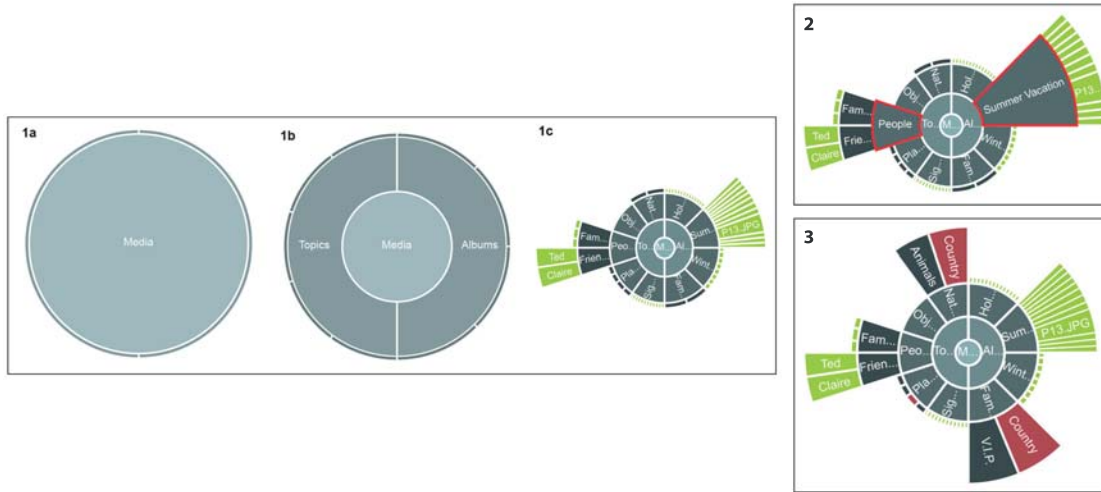 1a
Media
1b
Topics
Media
Albums
1c
Hol...
Sum...
P13.JPG
Wint...
Fam...
Sig...
Pla...
Peo...
Obj...
Nat...
To...
M...
Al...
Fam...
Frien...
Ted
Claire
2
Hol...
Summer Vacation
P13...
Wint...
Fam...
Sig...
Pla...
People
Obj...
Nat...
To...
M...
Al...
Fam...
Frie...
Ted
Claire
3
Animals
Country
Nat...
Hol...
Obj...
Sum...
P13.JPG
Fam...
Peo...
To...
M...
Al...
Frien...
Wint...
Ted
Claire
Pla...
Sig...
Fam...
V.I.P.
Country